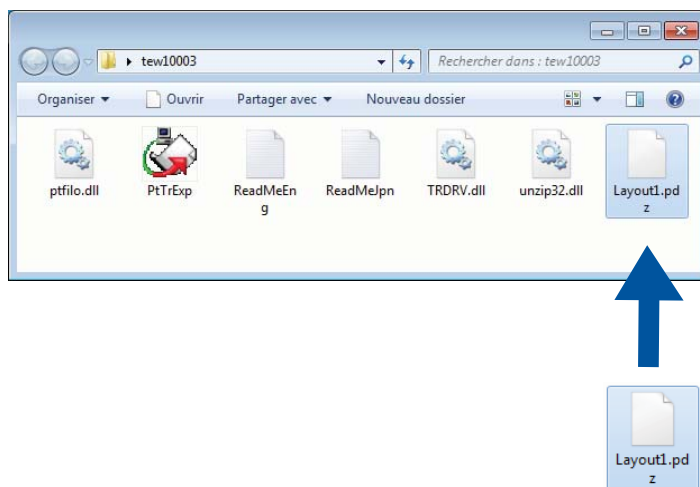 tew10003
Rechercher dans : tew10003
Organiser
Ouvrir
Partager avec
Nouveau dossier
ptfilo.dll
PtTrExp
ReadMeEn
g
ReadMeJpn
TRDRV.dll
unzip32.dll
Layout1.pd
z
Layout1.pd
z